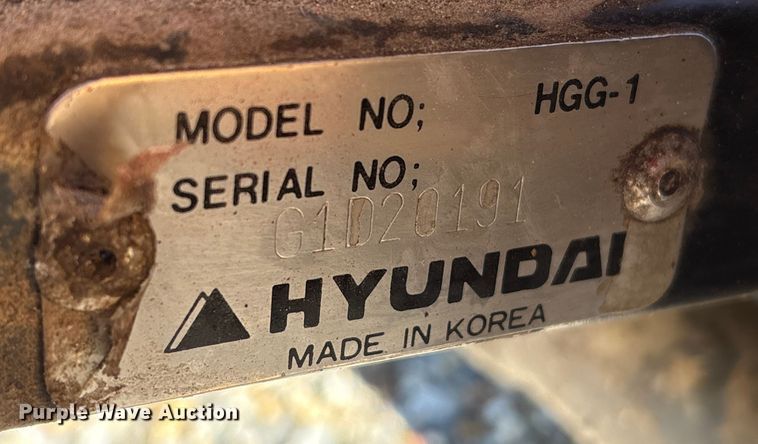 MODEL NO; HGG-1
SERIAL NO;
G1D20191
HYUNDAI
MADE IN KOREA
Purple Wave Auction